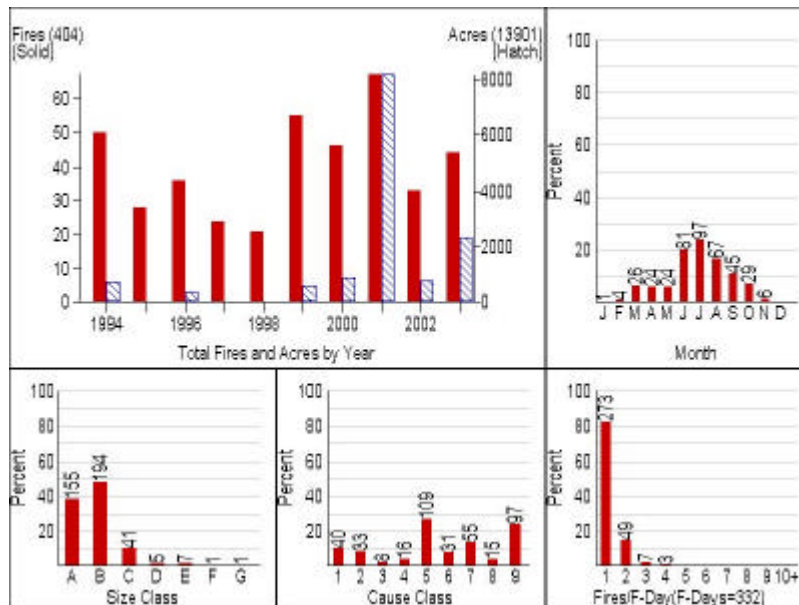 Fires (404)
[Solid]
Acres (13901)
[Hatch]
60
50
40
30
20
10
0
8000
6000
4000
2000
0
1994 1996 1998 2000 2002
Total Fires and Acres by Year
Percent
100
80
60
40
20
1 4 26 24 81 97 67 45 29 6
J F M A M J J A S O N D
Month
Percent
100
80
60
40
20
155 194 41 5 7 1 1
A B C D E F G
Size Class
Percent
100
80
60
40
20
40 33 16 109 31 55 15 97
1 2 3 4 5 6 7 8 9
Cause Class
Percent
100
80
60
40
20
273 49 7 3
1 2 3 4 5 6 7 8 9 10+
Fires/F-Day(F-Days=332)